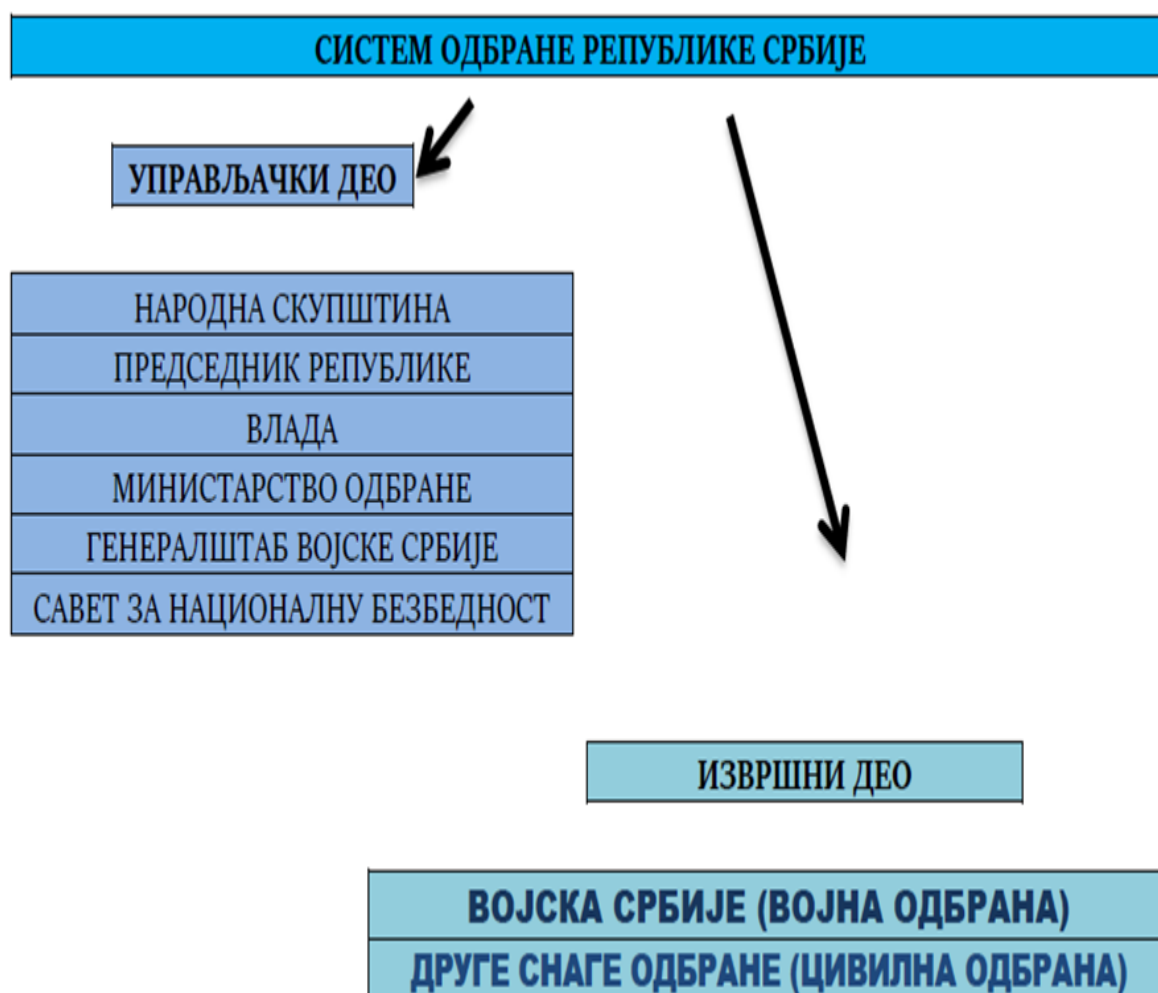 СИСТЕМ ОДБРАНЕ РЕПУБЛИКЕ СРБИЈЕ
УПРАВЉАЧКИ ДЕО
НАРОДНА СКУПШТИНА
ПРЕДСЕДНИК РЕПУБЛИКЕ
ВЛАДА
МИНИСТАРСТВО ОДБРАНЕ
ГЕНЕРАЛШТАБ ВОЈСКЕ СРБИЈЕ
САВЕТ ЗА НАЦИОНАЛНУ БЕЗБЕДНОСТ
ИЗВРШНИ ДЕО
ВОЈСКА СРБИЈЕ (ВОЈНА ОДБРАНА)
ДРУГЕ СНАГЕ ОДБРАНЕ (ЦИВИЛНА ОДБРАНА)